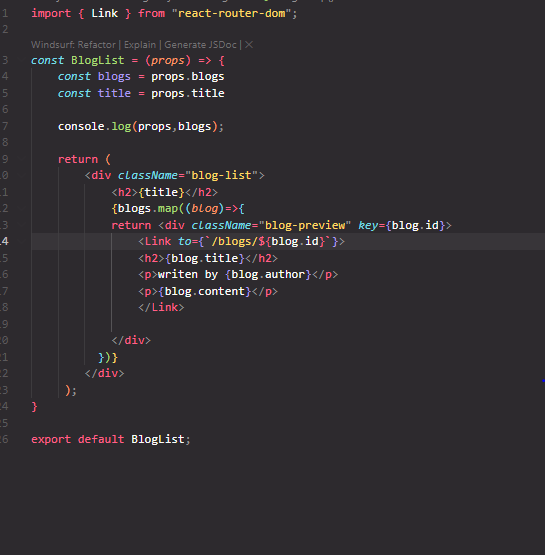 1 import { Link } from "react-router-dom";
2
Windsurf: Refactor | Explain | Generate JSDoc | ✕
3 const BlogList = (props) => {
4 const blogs = props.blogs
5 const title = props.title
6
7 console.log(props,blogs);
8
9 return (
10 <div className="blog-list">
11 <h2>{title}</h2>
12 {blogs.map((blog)=>{
13 return <div className="blog-preview" key={blog.id}>
14 <Link to={`/blogs/${blog.id}`}>
15 <h2>{blog.title}</h2>
16 <p>writen by {blog.author}</p>
17 <p>{blog.content}</p>
18 </Link>
19
20 </div>
21 })}
22 </div>
23 );
24 }
25
26 export default BlogList;